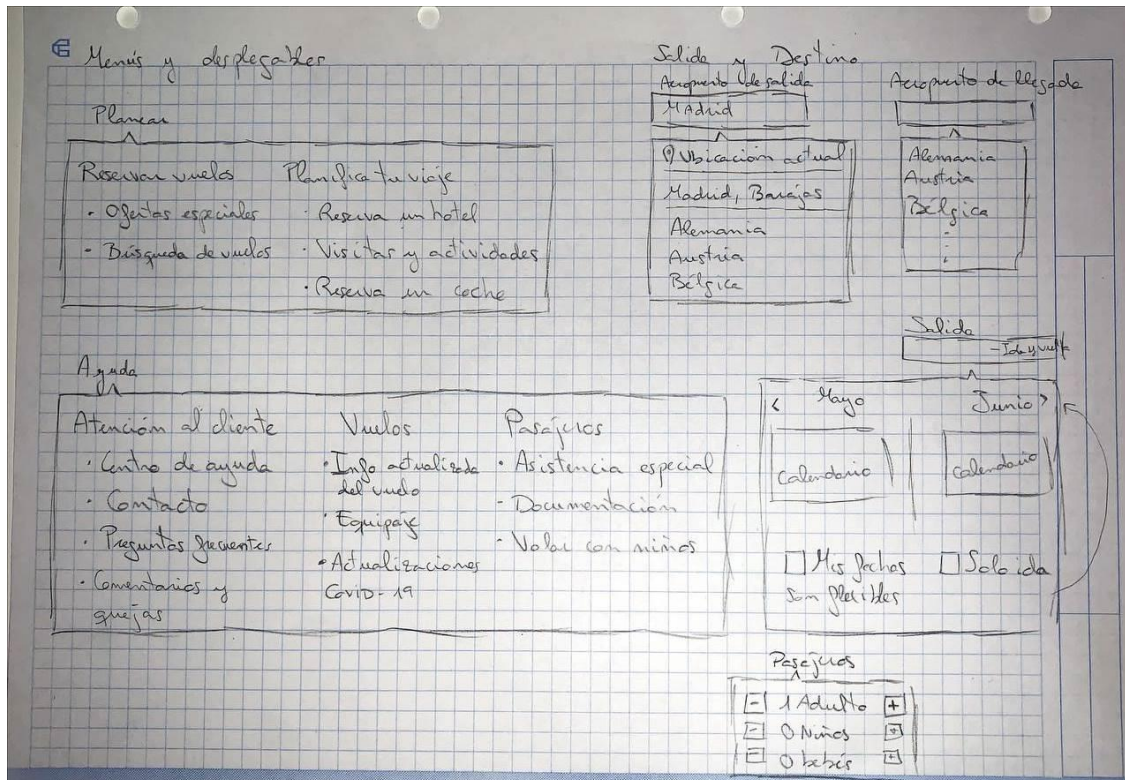 Menús y desplegables
Planear
Reservar vuelos
· Ofertas especiales
- Búsqueda de vuelos
Planifica tu viaje
· Reserva un hotel
· Visitas y actividades
· Reserva un coche
Salida y Destino
Aeropuerto de salida
MAdrid
Ubicación actual
Madrid, Barajas
Alemania
Austria
Bélgica
Aeropuerto de llegada
Alemania
Austria
Bélgica
Ayuda
Atención al cliente
· Centro de ayuda
· Contacto
· Preguntas frecuentes
· Comentarios y
quejas
Vuelos
· Info actualizada
del vuelo
· Equipaje
· Actualizaciones
Covid-19
Pasajeros
· Asistencia especial
- Documentación
- Volar con niños
Salida
- Ida y vuelta
< Mayo
Junio >
Calendario
Calendario
Mis fechas
son flexibles
Solo ida
Pasajeros
- 1 Adulto +
- 0 Niños +
- 0 bebés +